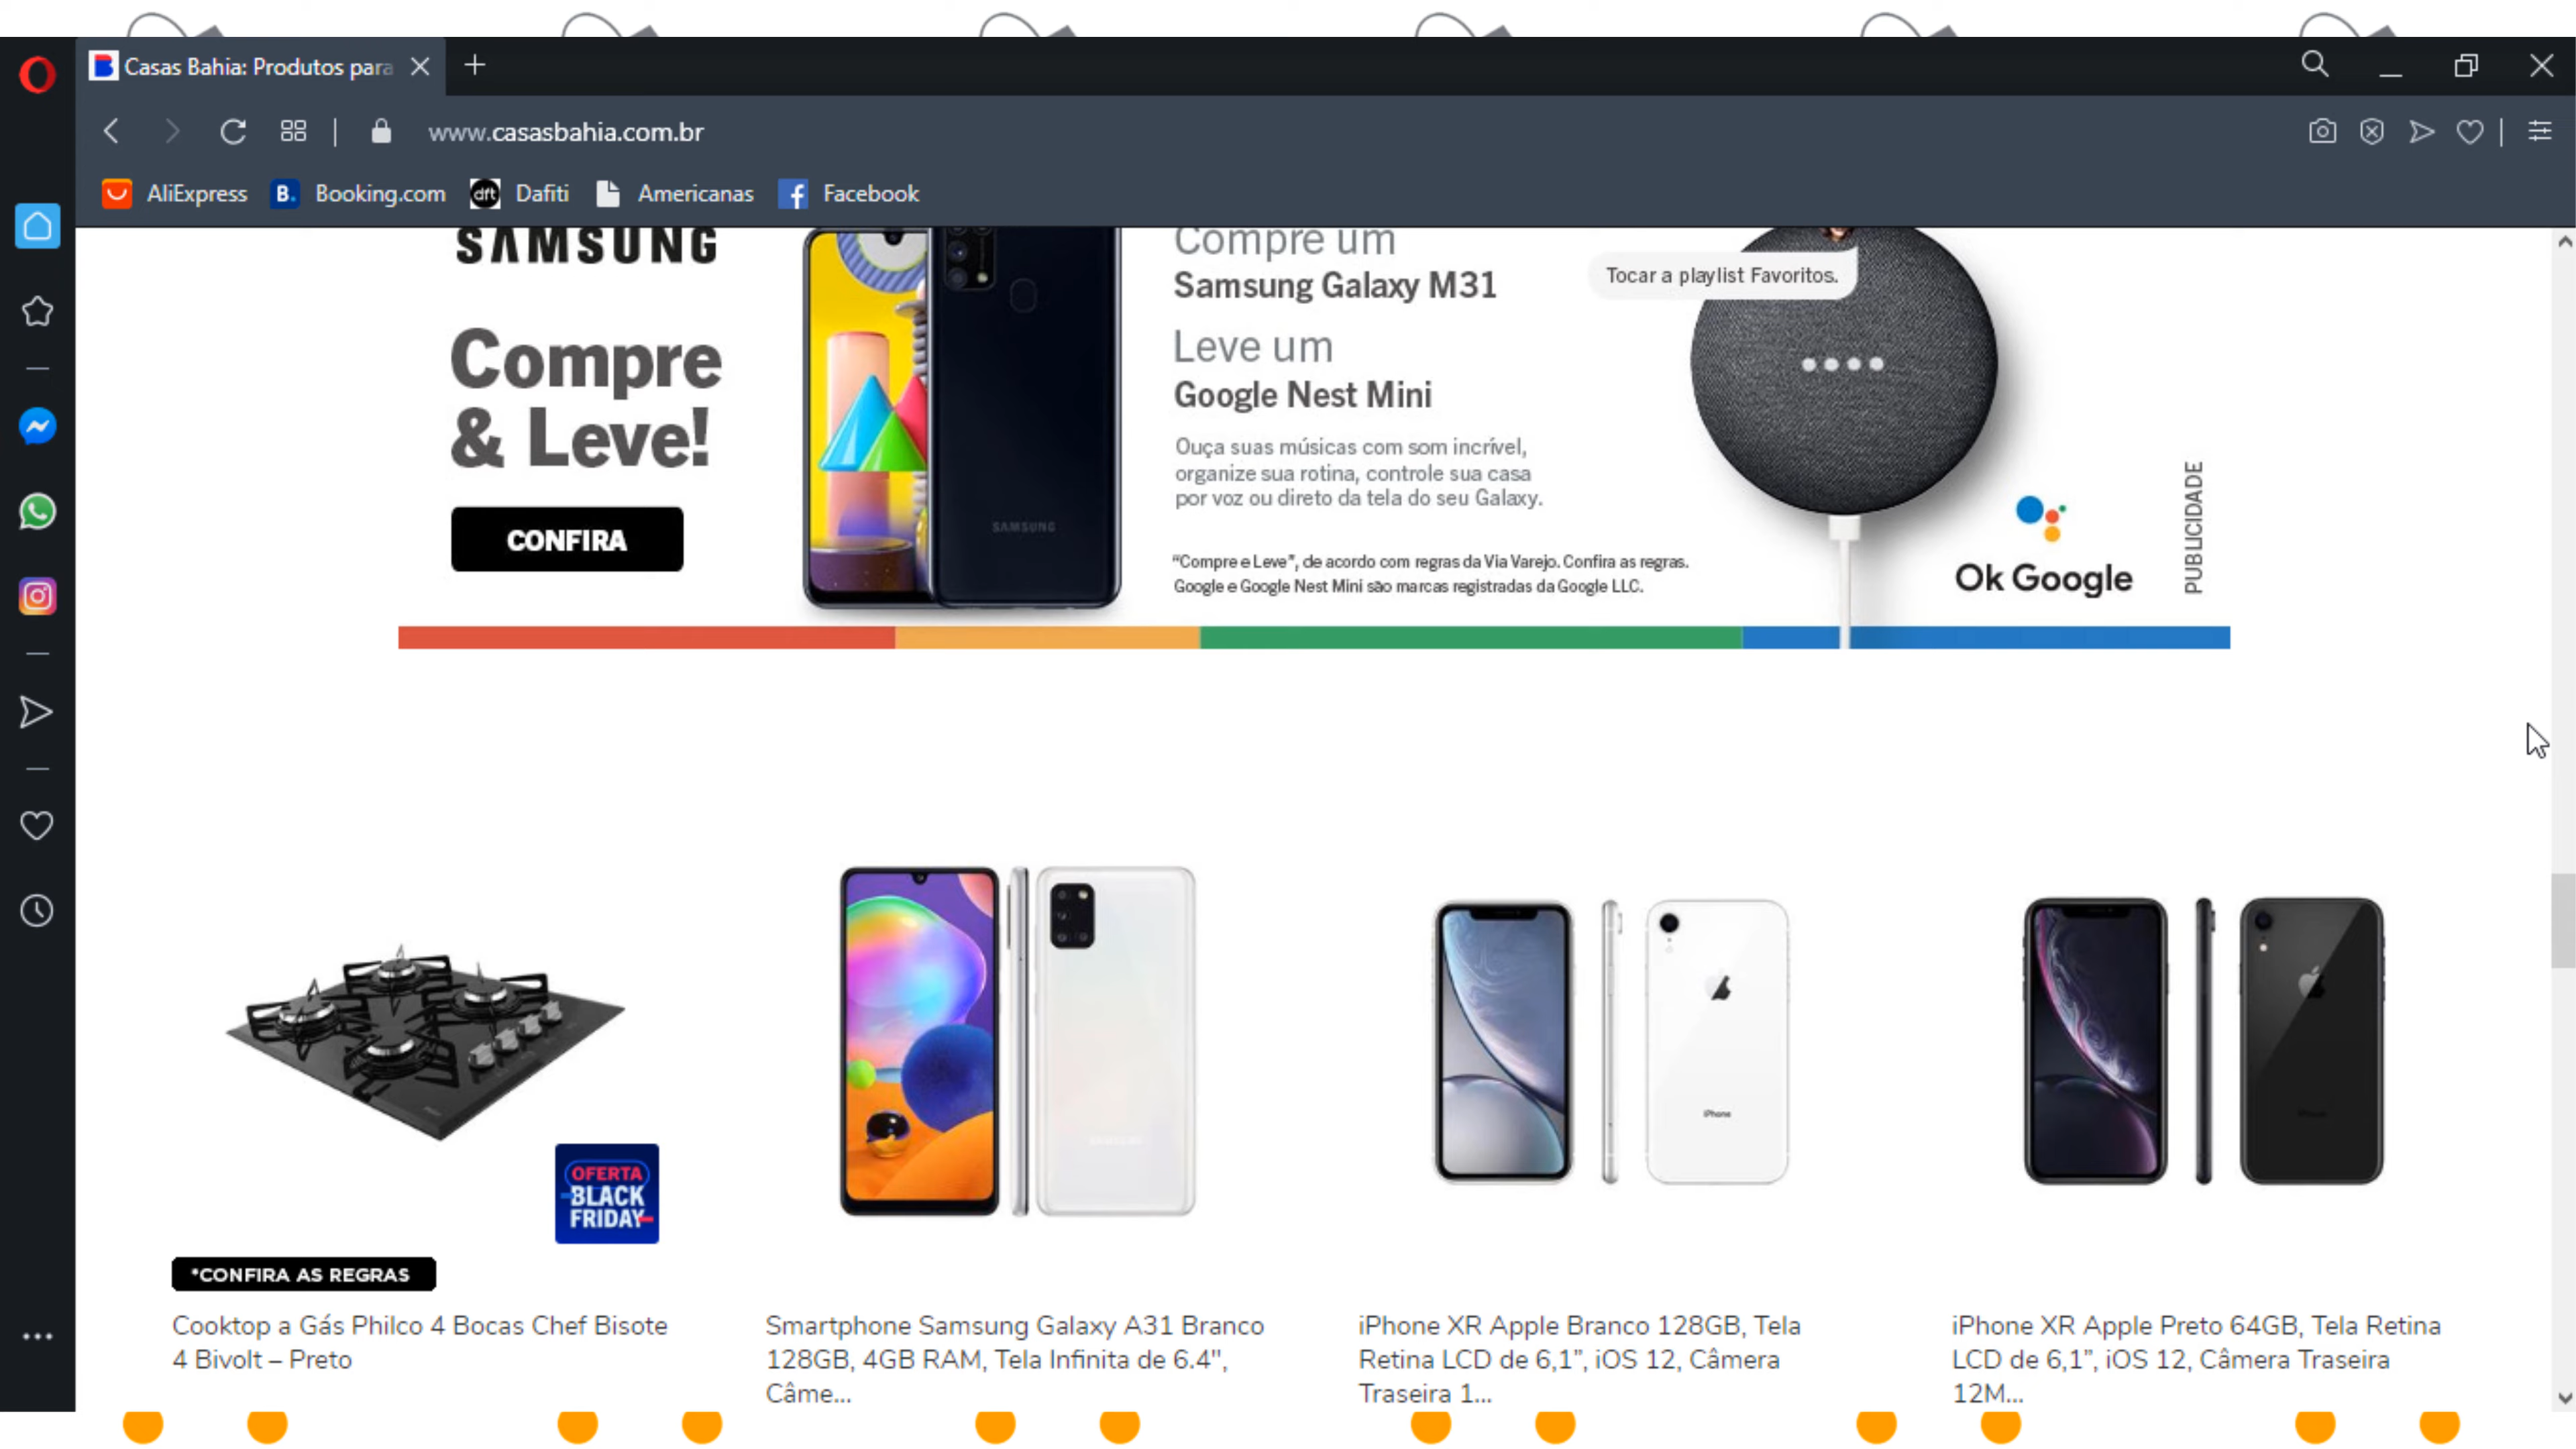 Casas Bahia: Produtos para
www.casasbahia.com.br
AliExpress
B.
Booking.com
dft
Dafiti
Americanas
Facebook
SAMSUNG
Compre
& Leve!
CONFIRA
SAMSUNG
Compre um
Samsung Galaxy M31
Leve um
Google Nest Mini
Ouça suas músicas com som incrível,
organize sua rotina, controle sua casa
por voz ou direto da tela do seu Galaxy.
"Compre e Leve", de acordo com regras da Via Varejo. Confira as regras.
Google e Google Nest Mini são marcas registradas da Google LLC.
Tocar a playlist Favoritos.
Ok Google
PUBLICIDADE
OFERTA
BLACK
FRIDAY
*CONFIRA AS REGRAS
Cooktop a Gás Philco 4 Bocas Chef Bisote
4 Bivolt – Preto
SAMSUNG
Smartphone Samsung Galaxy A31 Branco
128GB, 4GB RAM, Tela Infinita de 6.4",
Câme...
iPhone
iPhone XR Apple Branco 128GB, Tela
Retina LCD de 6,1”, iOS 12, Câmera
Traseira 1...
iPhone XR Apple Preto 64GB, Tela Retina
LCD de 6,1”, iOS 12, Câmera Traseira
12M...